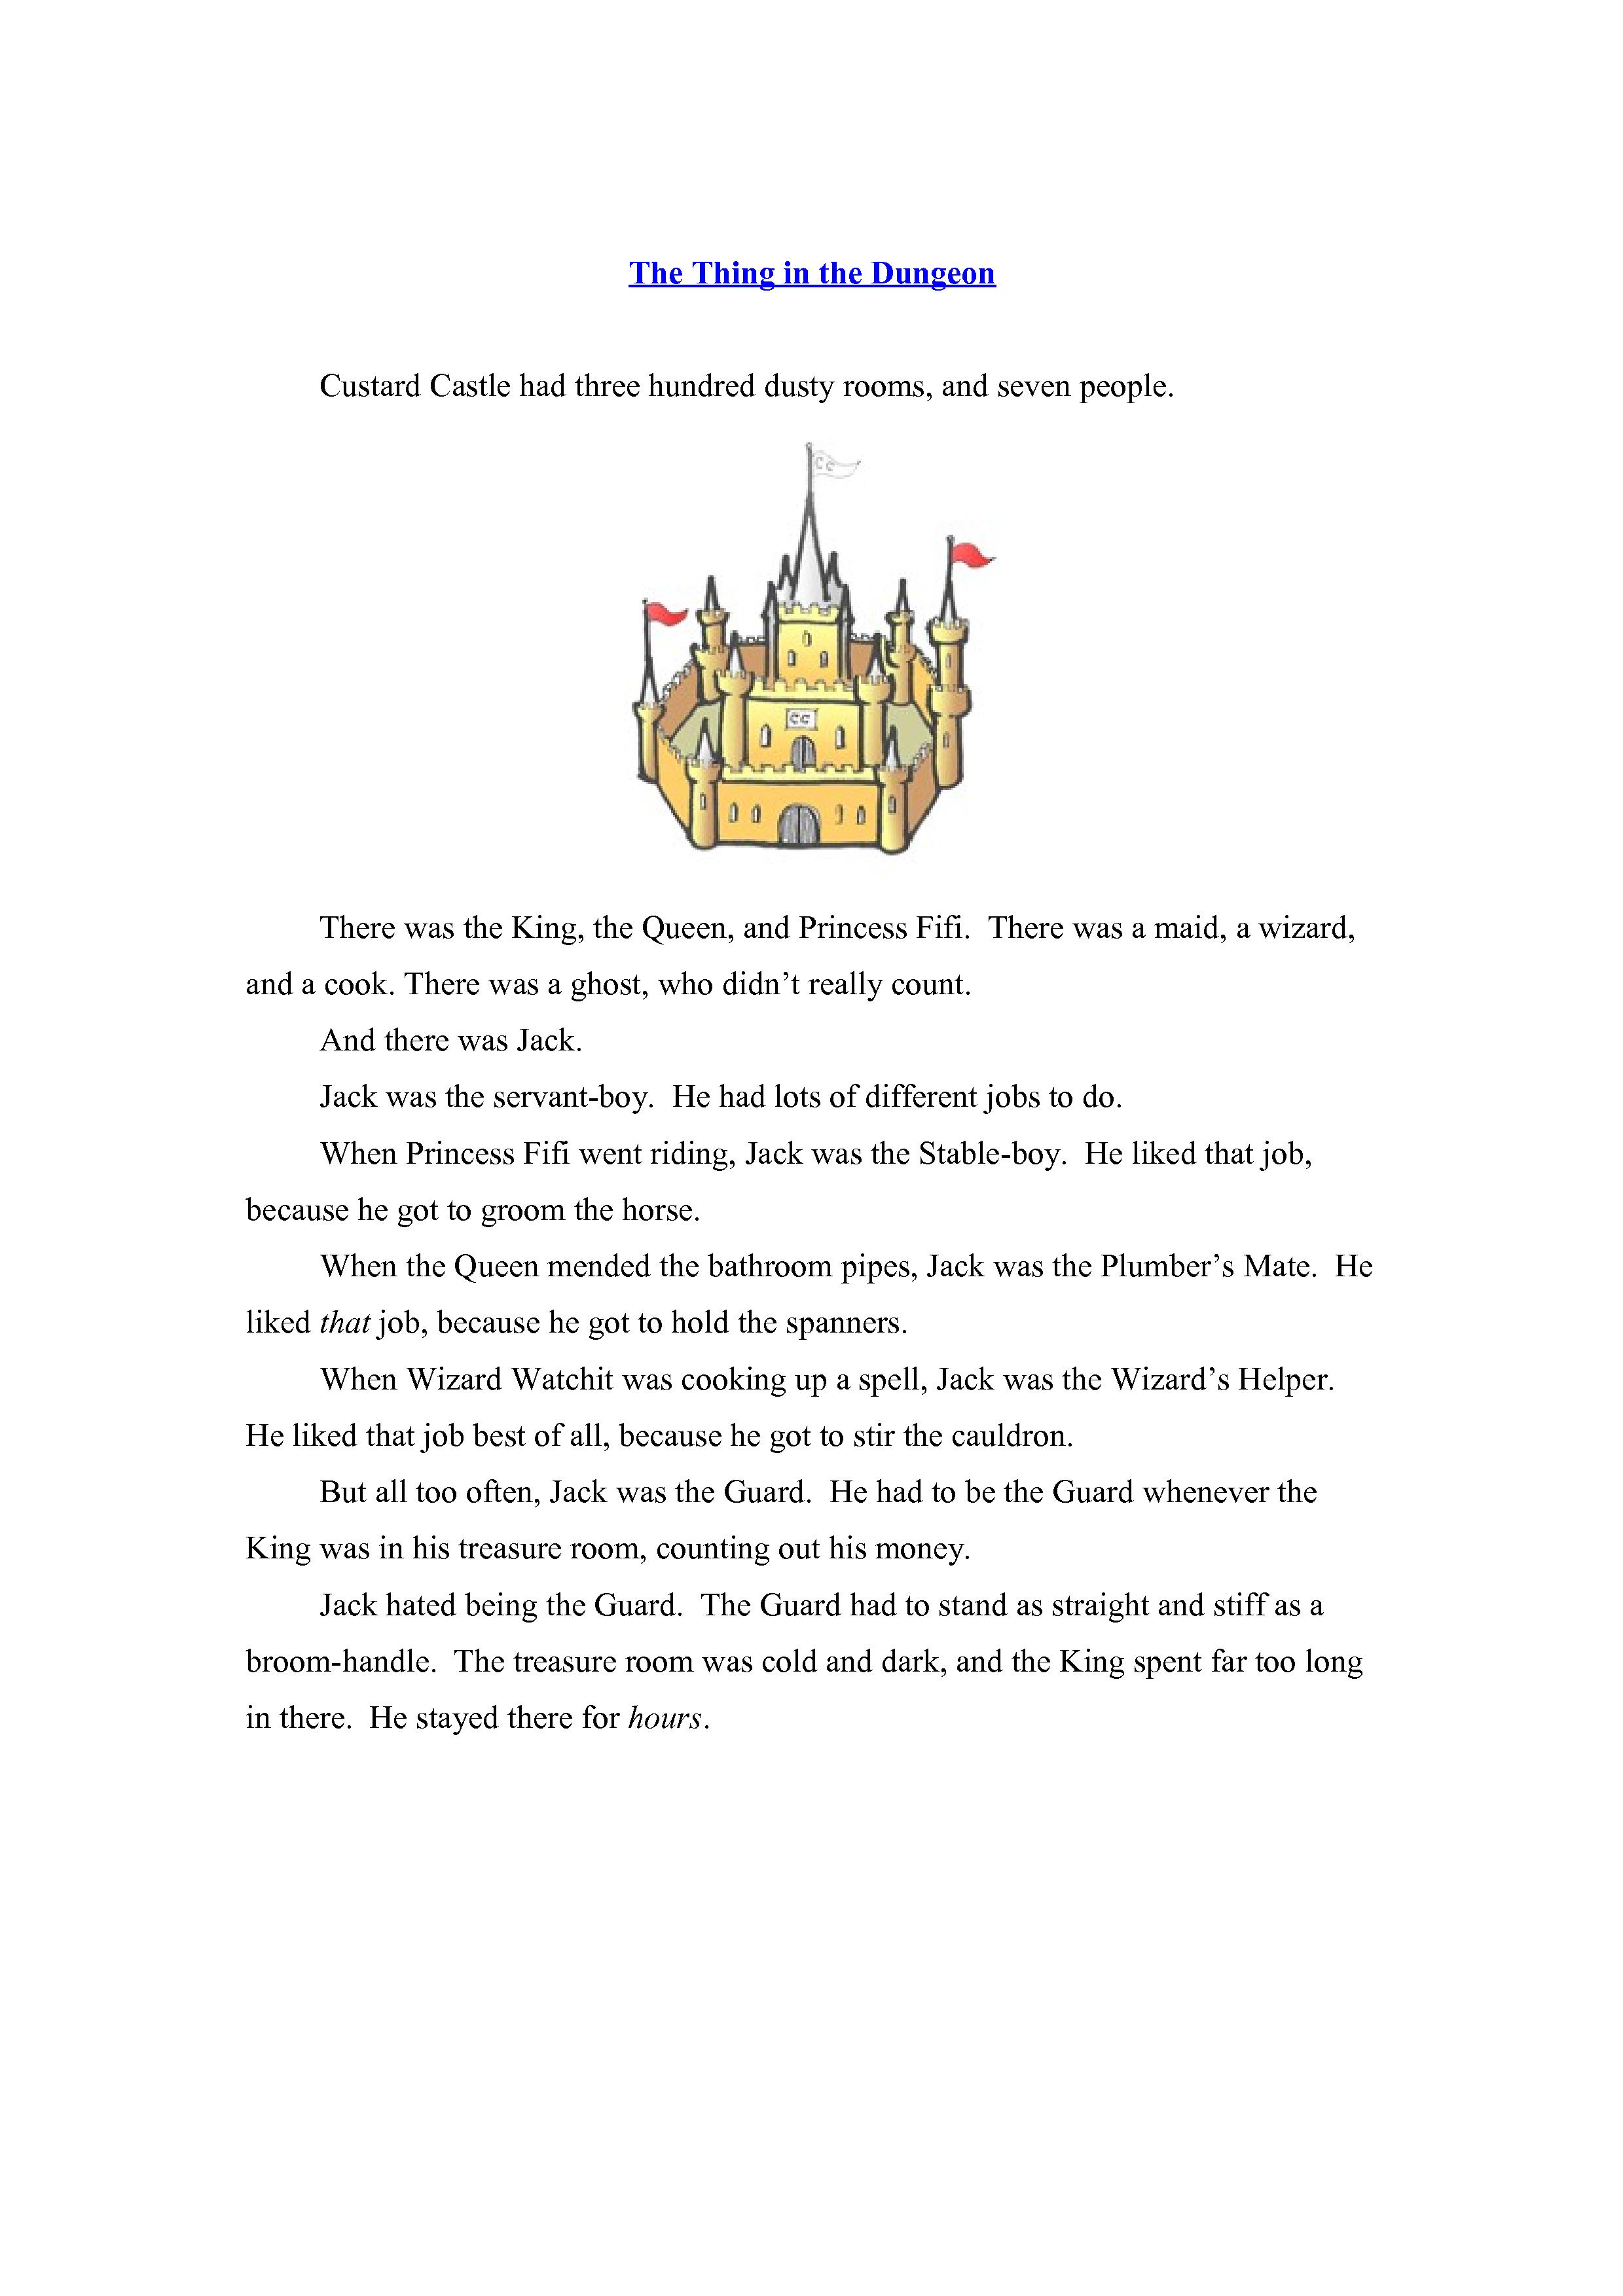 The Thing in the Dungeon
Custard Castle had three hundred dusty rooms, and seven people.
CC
CC
There was the King, the Queen, and Princess Fifi.  There was a maid, a wizard,
and a cook. There was a ghost, who didn’t really count.
And there was Jack.
Jack was the servant-boy.  He had lots of different jobs to do.
When Princess Fifi went riding, Jack was the Stable-boy.  He liked that job,
because he got to groom the horse.
When the Queen mended the bathroom pipes, Jack was the Plumber’s Mate.  He
liked that job, because he got to hold the spanners.
When Wizard Watchit was cooking up a spell, Jack was the Wizard’s Helper.
He liked that job best of all, because he got to stir the cauldron.
But all too often, Jack was the Guard.  He had to be the Guard whenever the
King was in his treasure room, counting out his money.
Jack hated being the Guard.  The Guard had to stand as straight and stiff as a
broom-handle.  The treasure room was cold and dark, and the King spent far too long
in there.  He stayed there for hours.